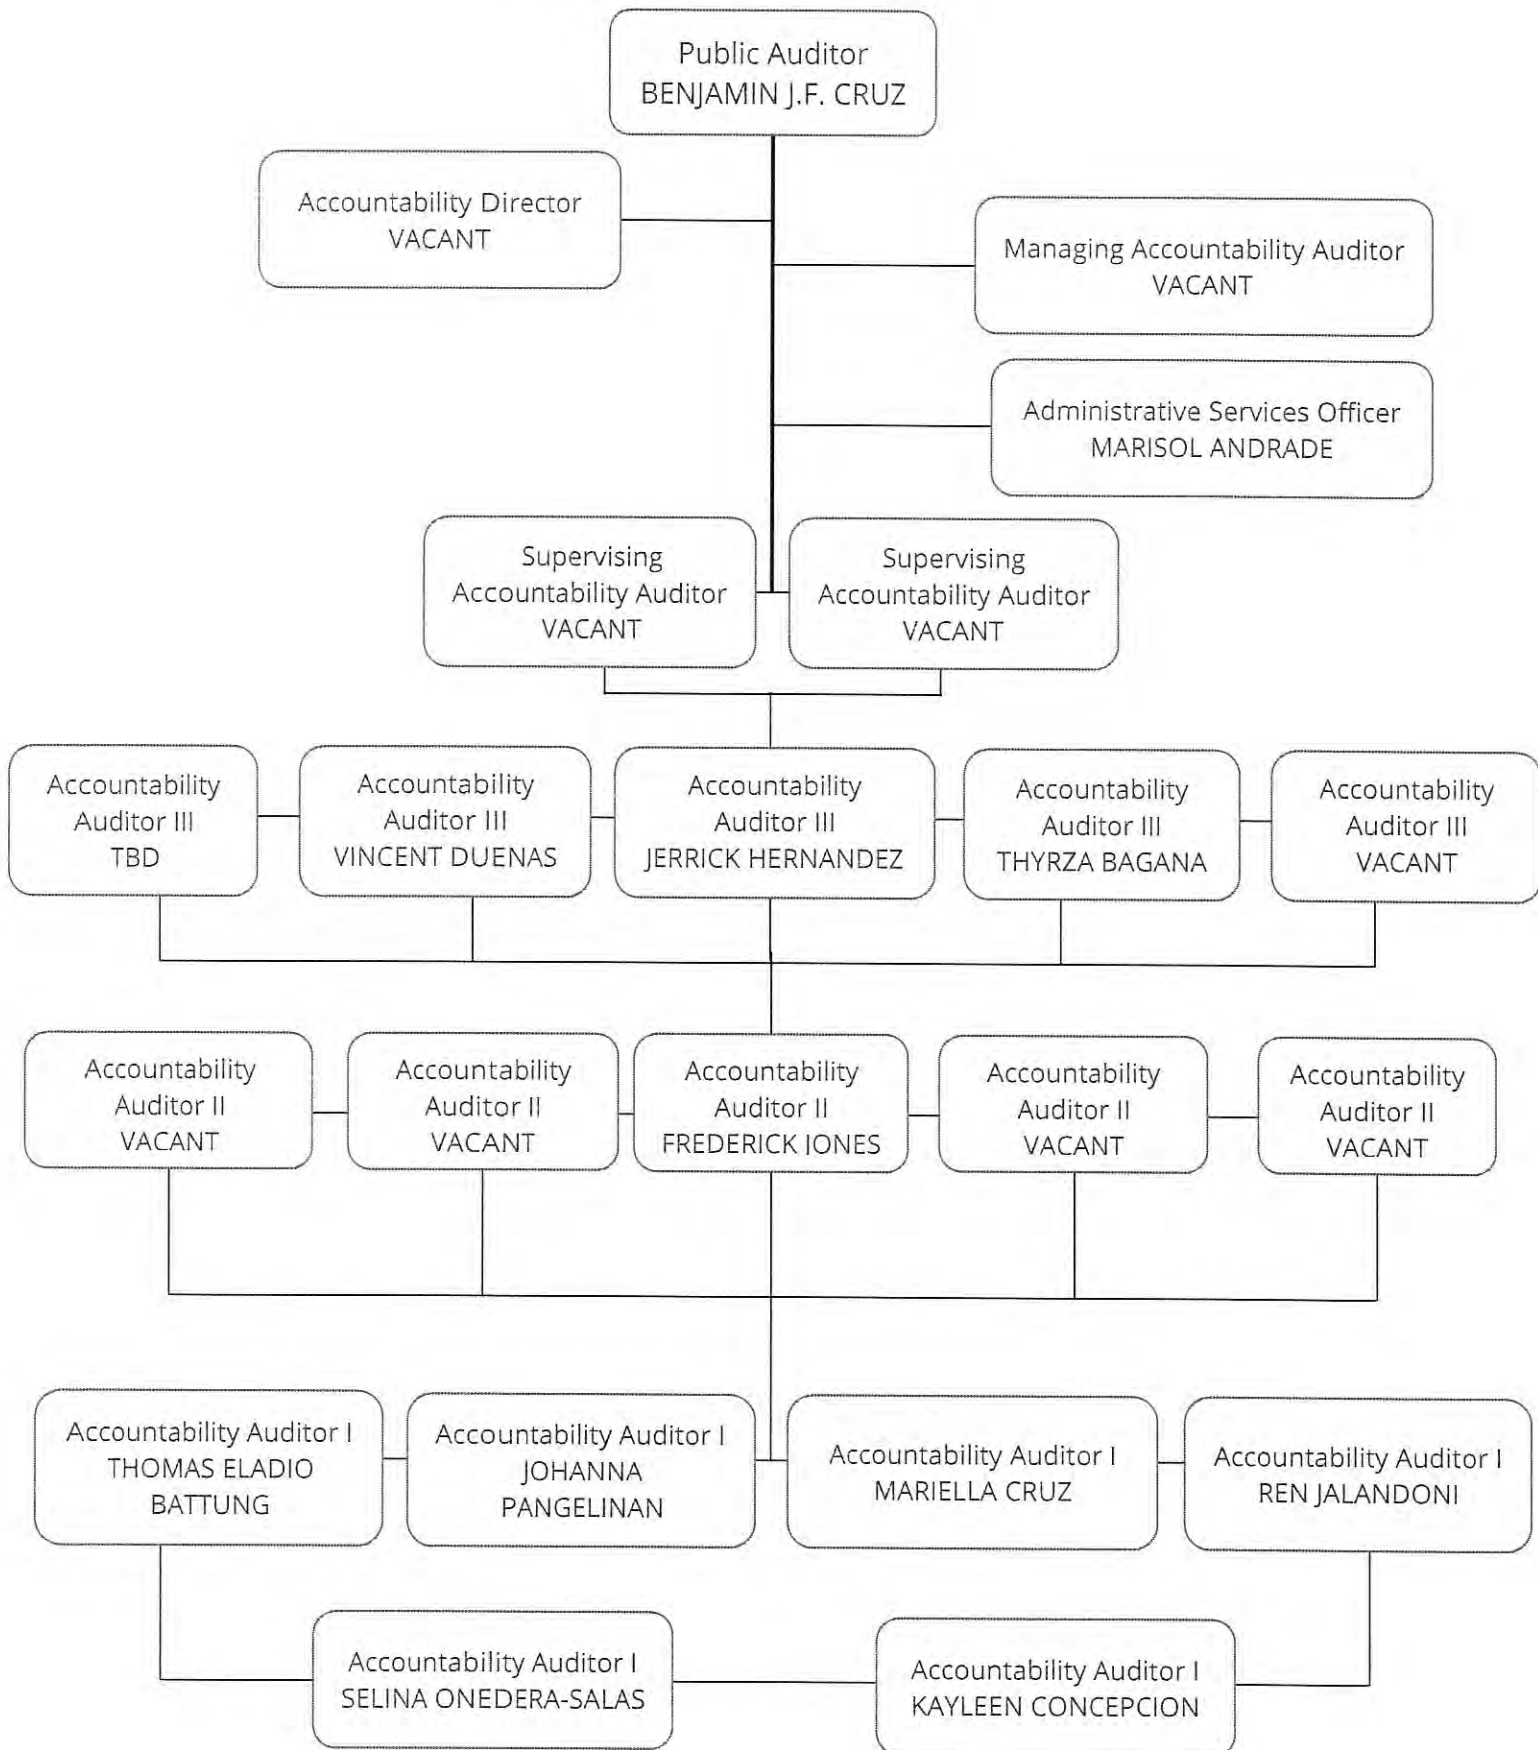 Public Auditor
BENJAMIN J.F. CRUZ
Accountability Director
VACANT
Managing Accountability Auditor
VACANT
Administrative Services Officer
MARISOL ANDRADE
Supervising
Accountability Auditor
VACANT
Supervising
Accountability Auditor
VACANT
Accountability
Auditor III
TBD
Accountability
Auditor III
VINCENT DUENAS
Accountability
Auditor III
JERRICK HERNANDEZ
Accountability
Auditor III
THYRZA BAGANA
Accountability
Auditor III
VACANT
Accountability
Auditor II
VACANT
Accountability
Auditor II
VACANT
Accountability
Auditor II
FREDERICK JONES
Accountability
Auditor II
VACANT
Accountability
Auditor II
VACANT
Accountability Auditor I
THOMAS ELADIO
BATTUNG
Accountability Auditor I
JOHANNA
PANGELINAN
Accountability Auditor I
MARIELLA CRUZ
Accountability Auditor I
REN JALANDONI
Accountability Auditor I
SELINA ONEDERA-SALAS
Accountability Auditor I
KAYLEEN CONCEPCION